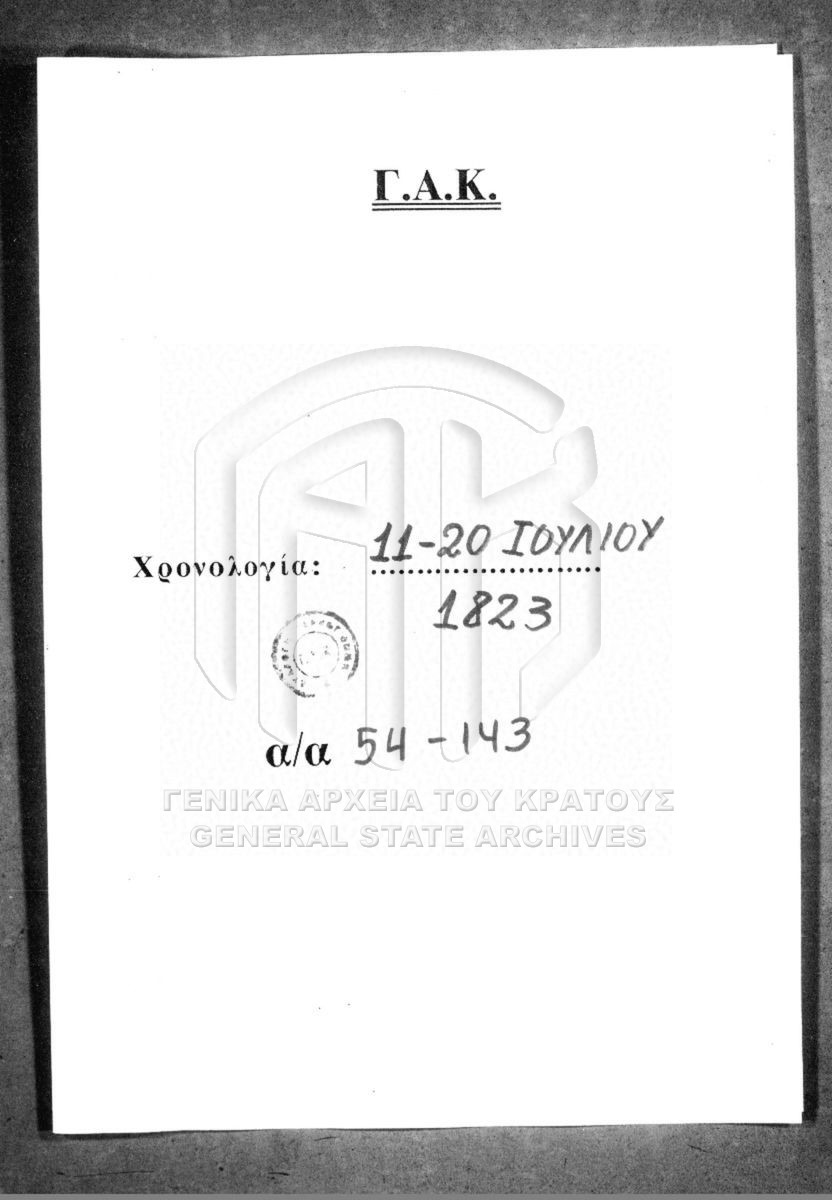 Γ.Α.Κ.
Χρονολογία: 11-20 ΙΟΥΛΙΟΥ
1823
α/α 54-143
ΓΕΝΙΚΑ ΑΡΧΕΙΑ ΤΟΥ ΚΡΑΤΟΥΣ
GENERAL STATE ARCHIVES